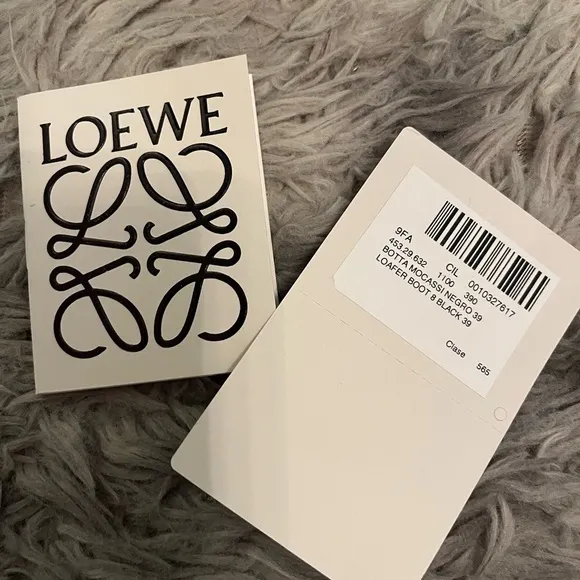 LOEWE
9FA CIL 0010327617
453.29.632 1100 390
BOTTA MOCASSI NEGRO 39
LOAFER BOOT 8 BLACK 39
Clase 565